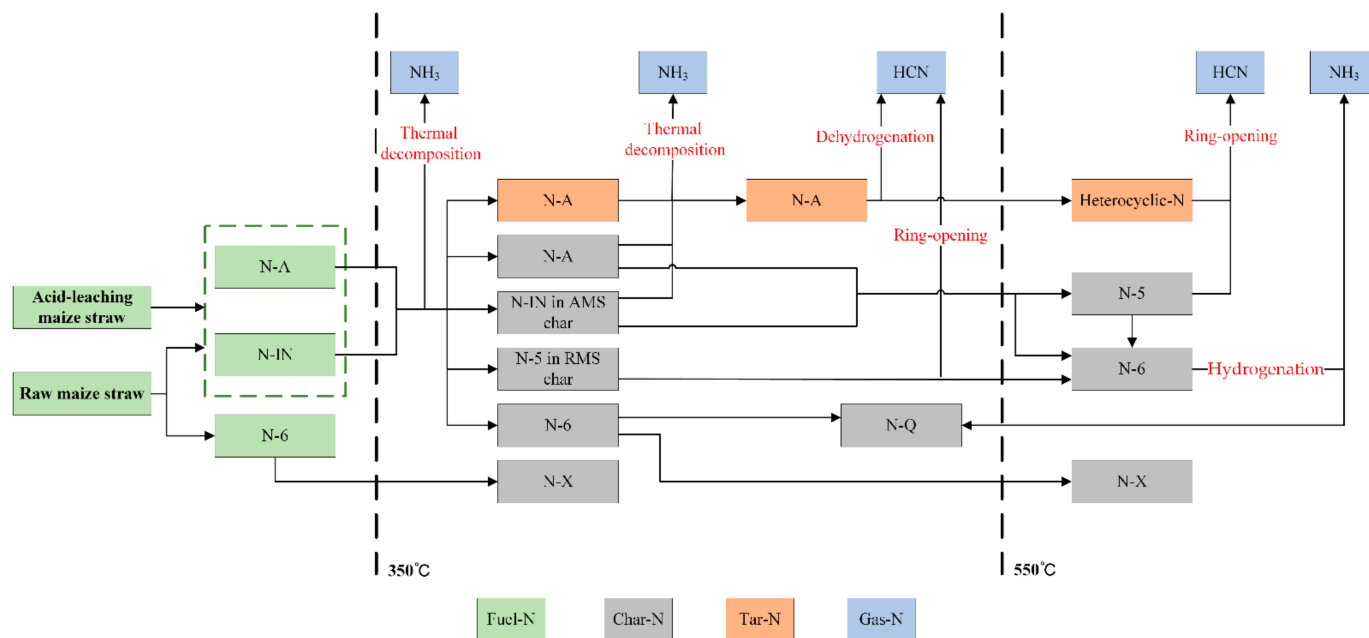 NH₃
NH₃
HCN
HCN
NH₃
Thermal
decomposition
Thermal
decomposition
Dehydrogenation
Ring-opening
N-A
N-A
Heterocyclic-N
N-A
N-A
Ring-opening
Acid-leaching
maize straw
N-IN in AMS
char
N-5
N-IN
N-5 in RMS
char
N-6
Hydrogenation
Raw maize straw
N-6
N-6
N-Q
N-X
N-X
350℃
550℃
Fuel-N
Char-N
Tar-N
Gas-N